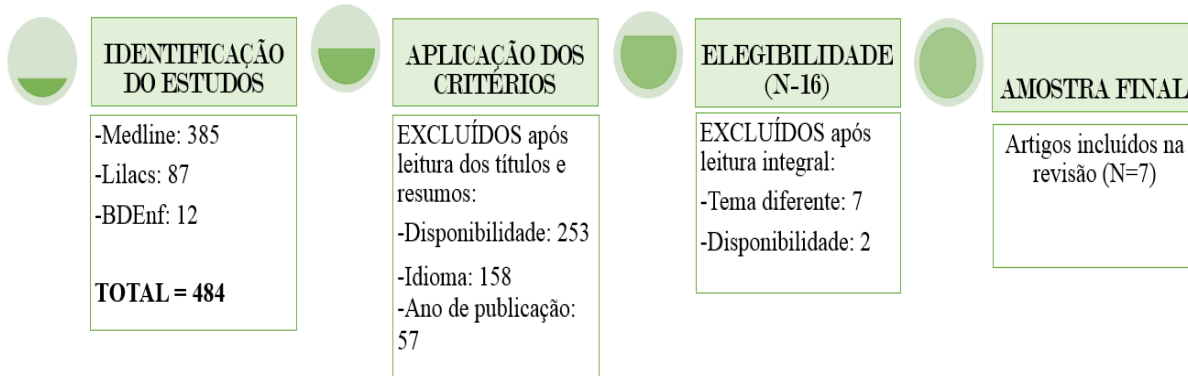 IDENTIFICAÇÃO
DO ESTUDOS
-Medline: 385
-Lilacs: 87
-BDEnf: 12
TOTAL = 484
APLICAÇÃO DOS
CRITÉRIOS
EXCLUÍDOS após
leitura dos títulos e
resumos:
-Disponibilidade: 253
-Idioma: 158
-Ano de publicação:
57
ELEGIBILIDADE
(N-16)
EXCLUÍDOS após
leitura integral:
-Tema diferente: 7
-Disponibilidade: 2
AMOSTRA FINAL
Artigos incluídos na
revisão (N=7)